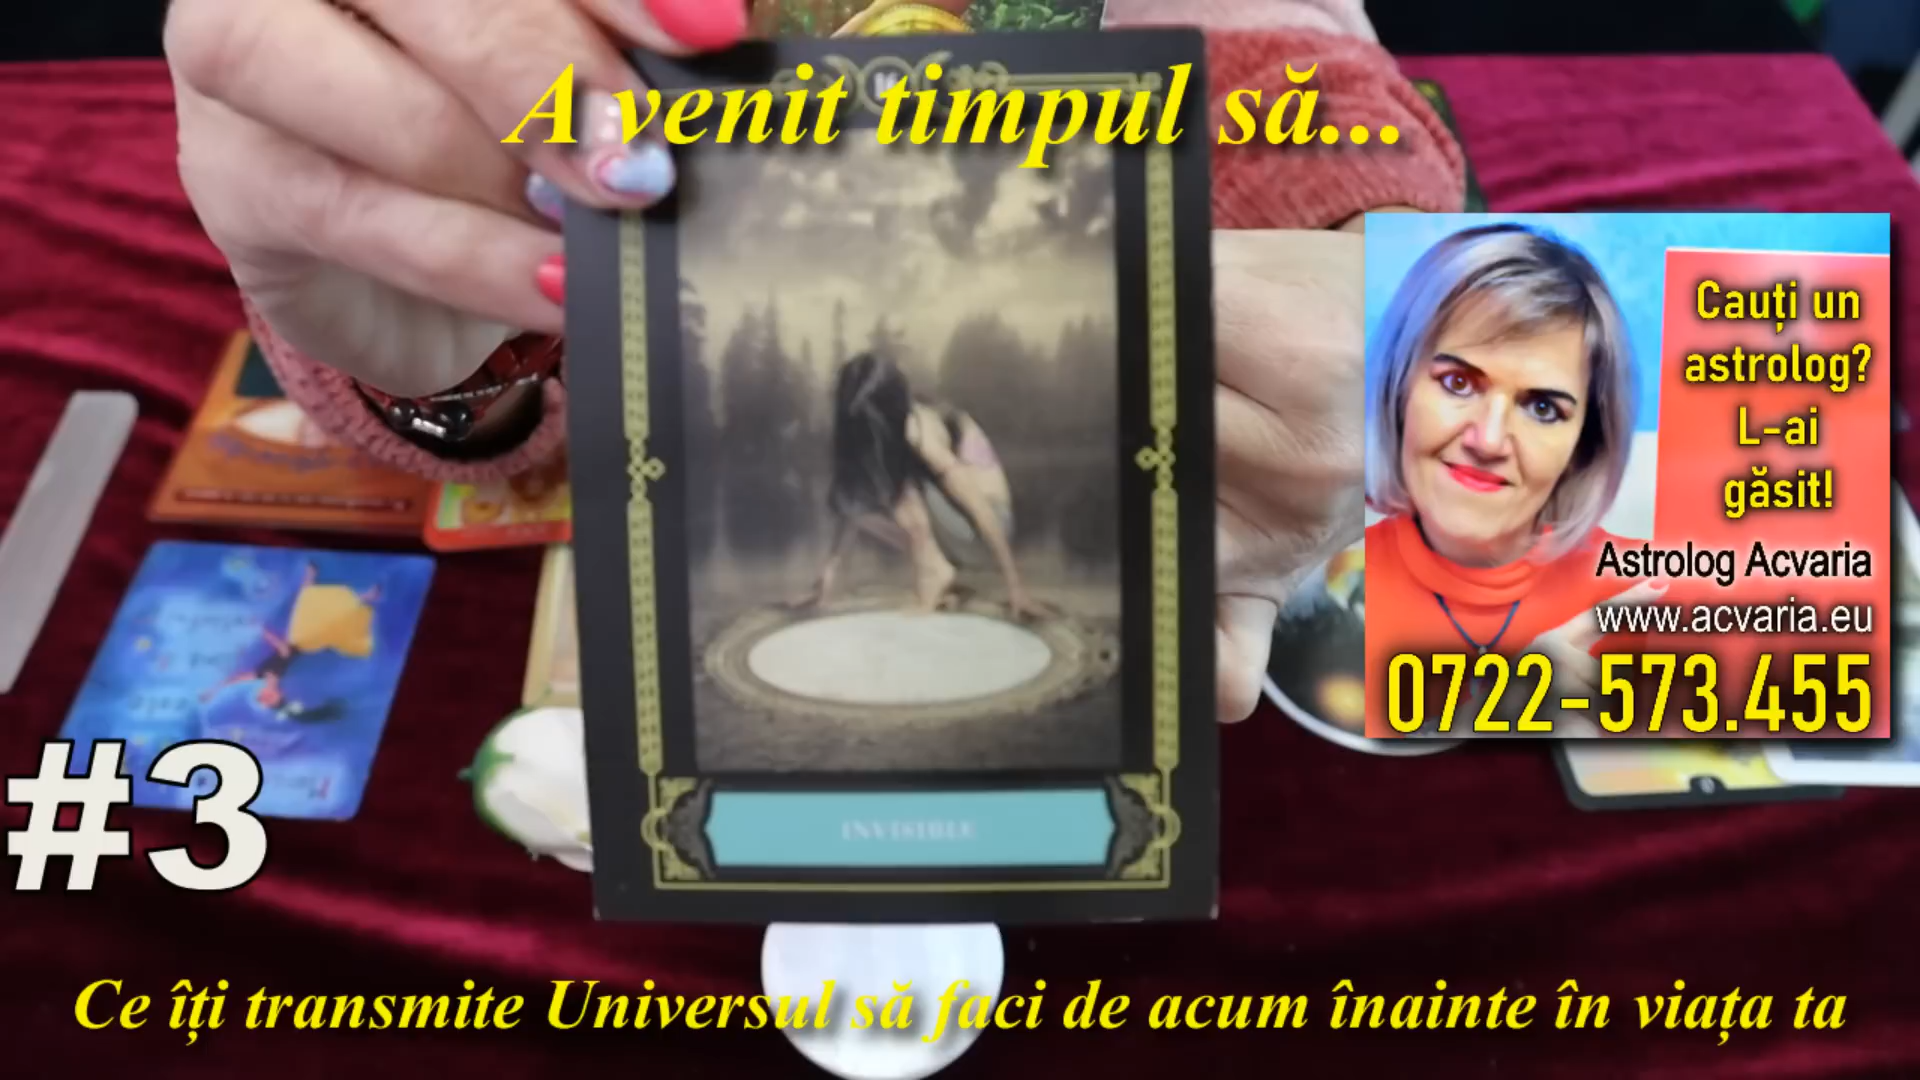 A venit timpul să...
Cauți un
astrolog?
L-ai
găsit!
Astrolog Acvaria
www.acvaria.eu
0722-573.455
INVISIBLE
#3
Ce îți transmite Universul să faci de acum înainte în viața ta